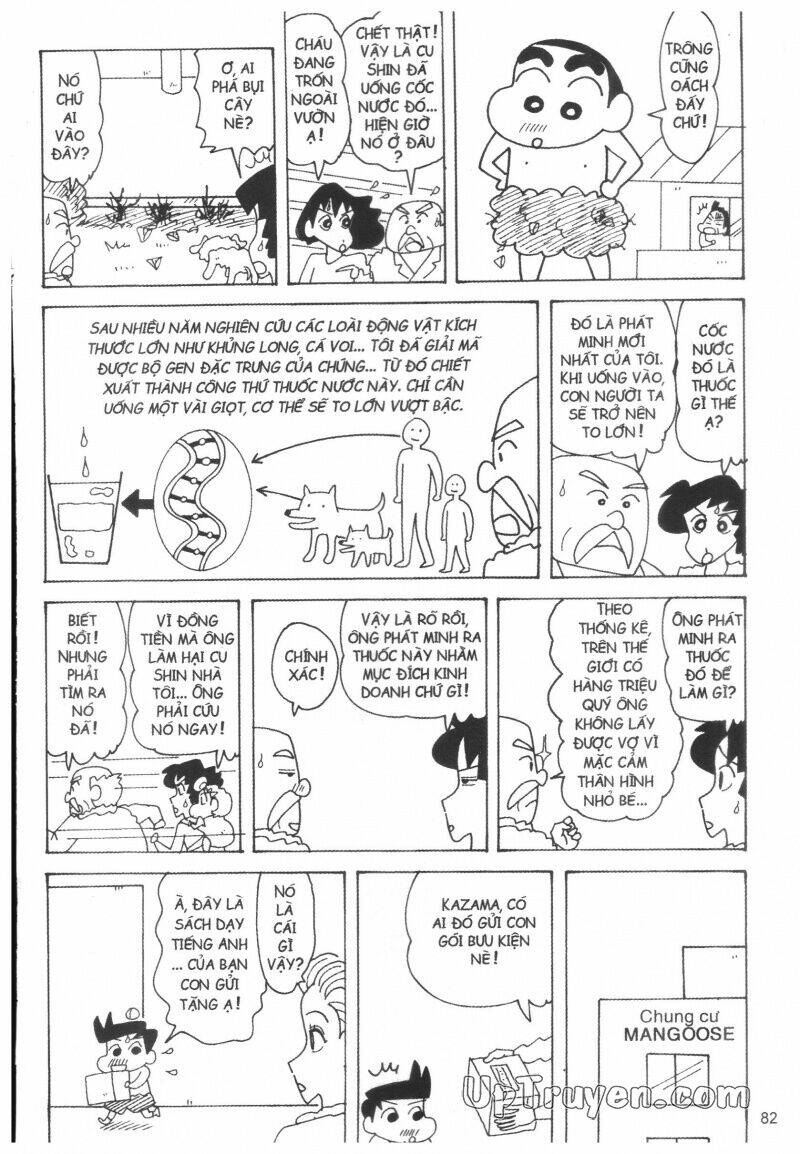 TRÔNG
CỨNG
OÁCH
ĐẤY
CHỨ!
CHẾT THẬT!
VẬY LÀ CU
SHIN ĐÃ
UỐNG CỐC
NƯỚC ĐÓ...
HIỆN GIỜ
NÓ Ở ĐÂU
?
CHÁU
ĐANG
TRỐN
NGOÀI
VƯỜN
Ạ!
Ơ, AI
PHÁ BỤI
CÂY
NÈ?
NÓ
CHỨ
AI
VÀO
ĐÂY?
CỐC
NƯỚC
ĐÓ LÀ
THUỐC
GÌ THẾ
Ạ?
ĐÓ LÀ PHÁT
MINH MỚI
NHẤT CỦA TÔI.
KHI UỐNG VÀO,
CON NGƯỜI TA
SẼ TRỞ NÊN
TO LỚN!
SAU NHIỀU NĂM NGHIÊN CỨU CÁC LOÀI ĐỘNG VẬT KÍCH
THƯỚC LỚN NHƯ KHỦNG LONG, CÁ VOI... TÔI ĐÃ GIẢI MÃ
ĐƯỢC BỘ GEN ĐẶC TRƯNG CỦA CHÚNG... TỪ ĐÓ CHIẾT
XUẤT THÀNH CÔNG THỨ THUỐC NƯỚC NÀY. CHỈ CẦN
UỐNG MỘT VÀI GIỌT, CƠ THỂ SẼ TO LỚN VƯỢT BẬC.
ÔNG PHÁT
MINH RA
THUỐC
ĐÓ ĐỂ
LÀM GÌ?
THEO
THỐNG KÊ,
TRÊN THẾ
GIỚI CÓ
HÀNG TRIỆU
QUÝ ÔNG
KHÔNG LẤY
ĐƯỢC VỢ VÌ
MẶC CẢM
THÂN HÌNH
NHỎ BÉ...
VẬY LÀ RÕ RỒI,
ÔNG PHÁT MINH RA
THUỐC NÀY NHẰM
MỤC ĐÍCH KINH
DOANH CHỨ GÌ!
CHÍNH
XÁC!
VÌ ĐỒNG
TIỀN MÀ ÔNG
LÀM HẠI CU
SHIN NHÀ
TÔI... ÔNG
PHẢI CỨU
NÓ NGAY!
BIẾT
RỒI!
NHƯNG
PHẢI
TÌM RA
NÓ
ĐÃ!
Chung cư
MANGOOSE
KAZAMA, CÓ
AI ĐÓ GỬI CON
GÓI BƯU KIỆN
NÈ!
NÓ
LÀ
CÁI
GÌ
VẬY?
À, ĐÂY LÀ
SÁCH DẠY
TIẾNG ANH
... CỦA BẠN
CON GỬI
TẶNG Ạ!
UpTruyen.com
82